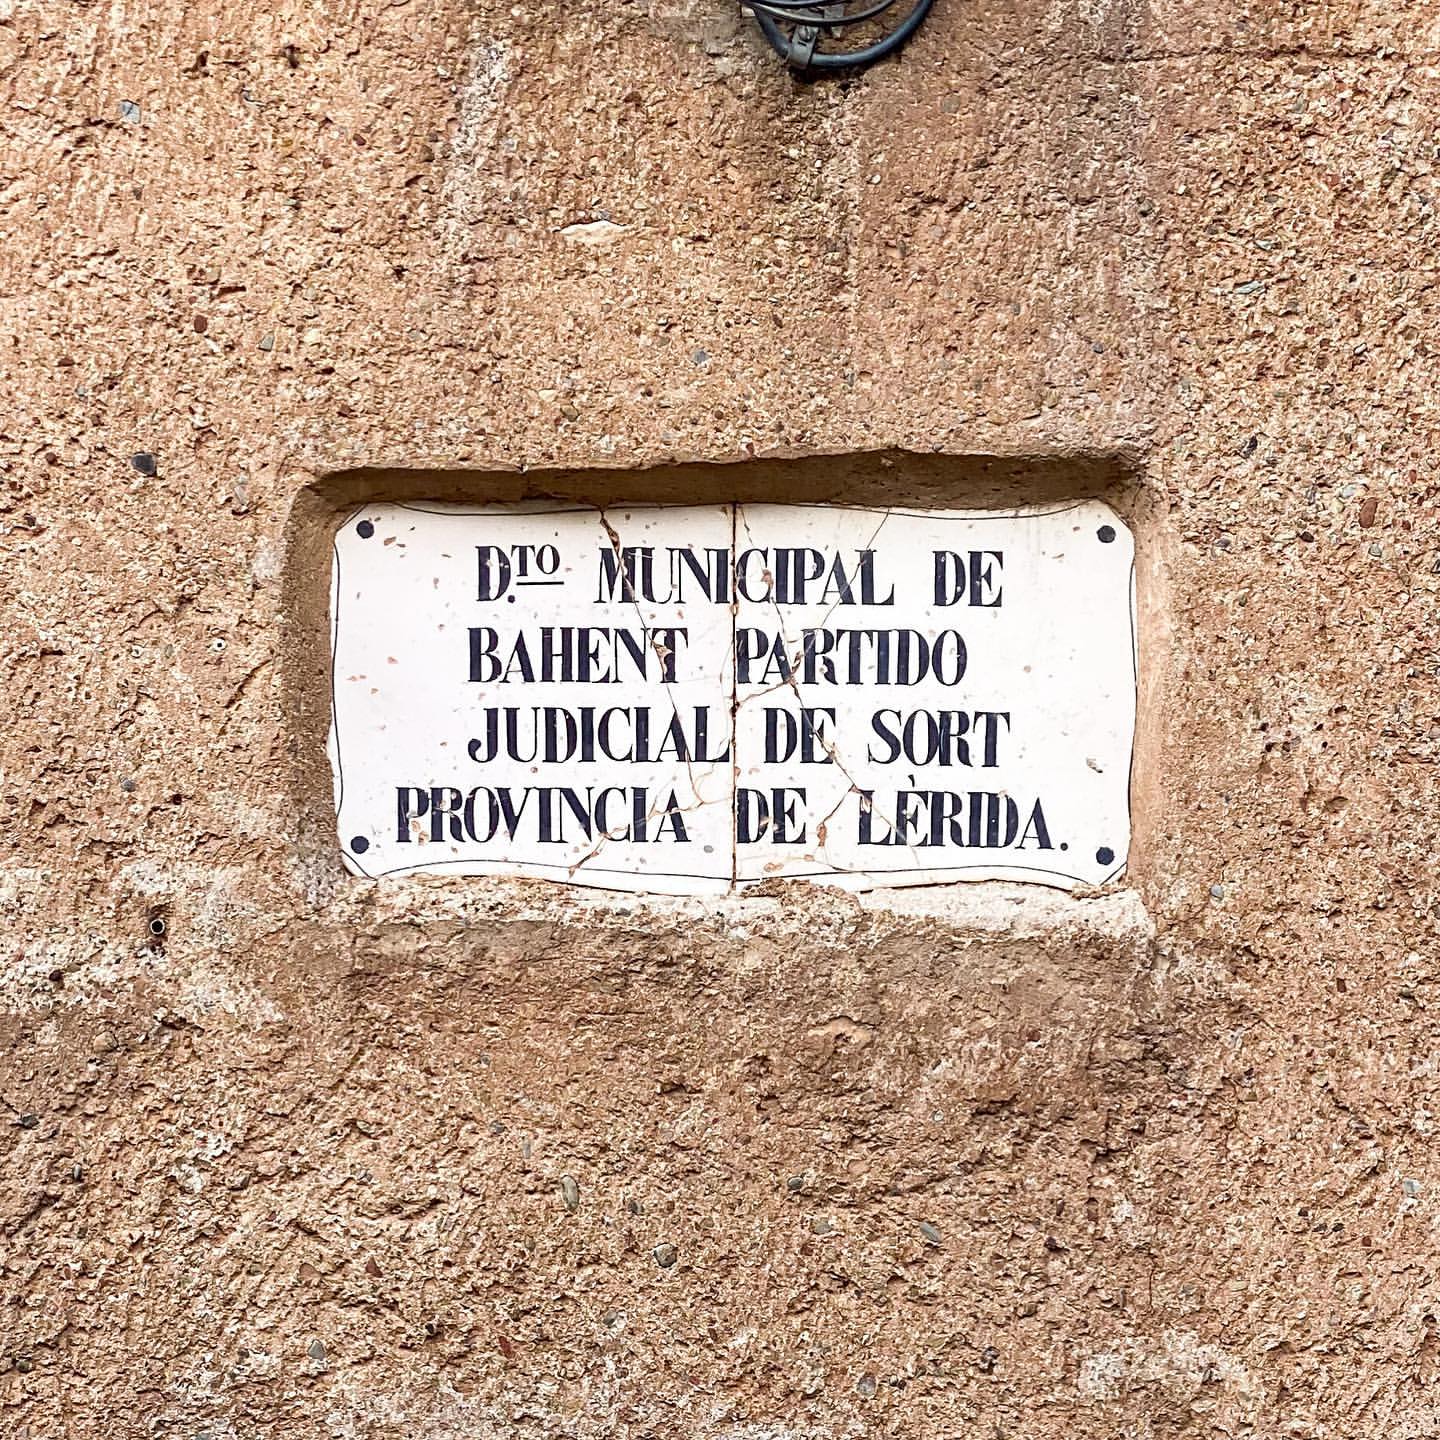 D.TO MUNICIPAL DE
BAHENT PARTIDO
JUDICIAL DE SORT
PROVINCIA DE LÈRIDA.